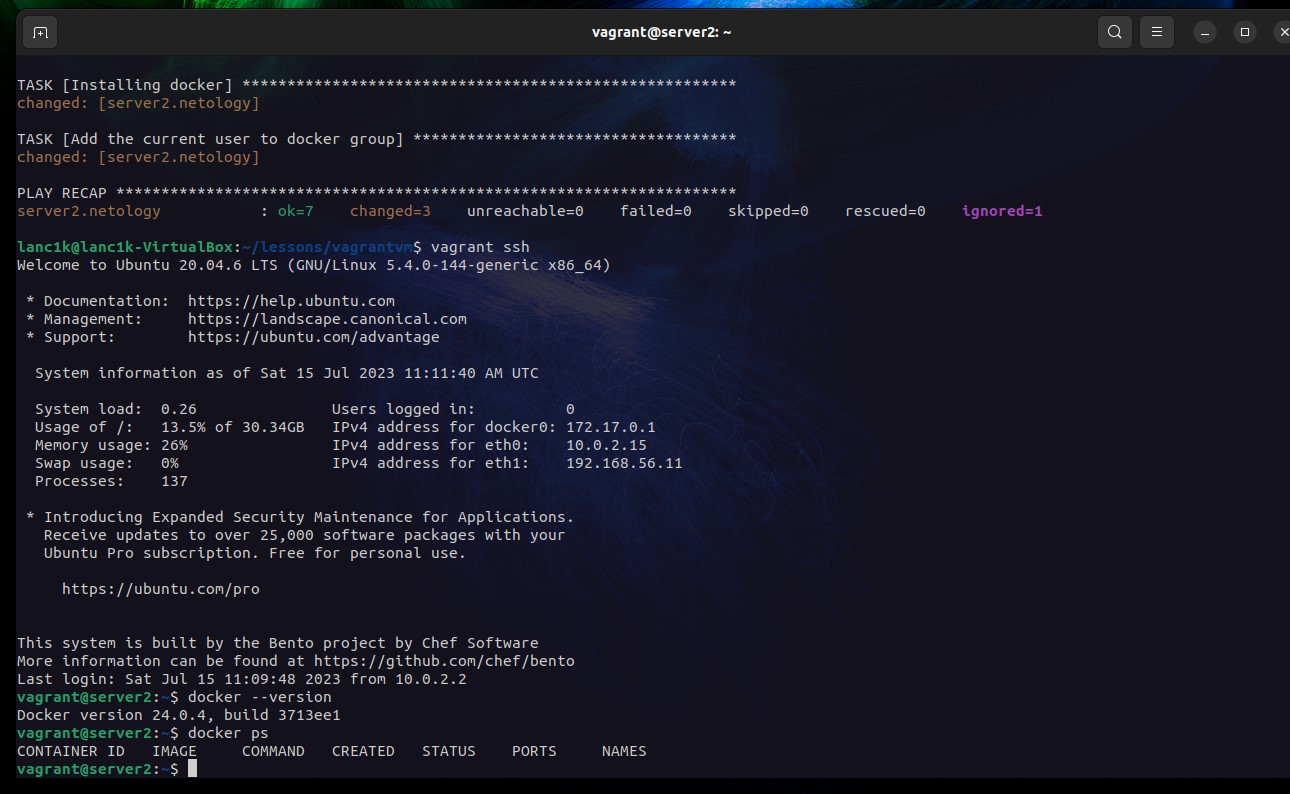 vagrant@server2: ~
TASK [Installing docker] *******************************************************
changed: [server2.netology]
TASK [Add the current user to docker group] ************************************
changed: [server2.netology]
PLAY RECAP *********************************************************************
server2.netology           : ok=7    changed=3    unreachable=0    failed=0    skipped=0    rescued=0    ignored=1
lanc1k@lanc1k-VirtualBox:~/lessons/vagrantvm$ vagrant ssh
Welcome to Ubuntu 20.04.6 LTS (GNU/Linux 5.4.0-144-generic x86_64)
 * Documentation:  https://help.ubuntu.com
 * Management:     https://landscape.canonical.com
 * Support:        https://ubuntu.com/advantage
  System information as of Sat 15 Jul 2023 11:11:40 AM UTC
  System load:  0.26               Users logged in:          0
  Usage of /:   13.5% of 30.34GB   IPv4 address for docker0: 172.17.0.1
  Memory usage: 26%                IPv4 address for eth0:    10.0.2.15
  Swap usage:   0%                 IPv4 address for eth1:    192.168.56.11
  Processes:    137
 * Introducing Expanded Security Maintenance for Applications.
   Receive updates to over 25,000 software packages with your
   Ubuntu Pro subscription. Free for personal use.
     https://ubuntu.com/pro
This system is built by the Bento project by Chef Software
More information can be found at https://github.com/chef/bento
Last login: Sat Jul 15 11:09:48 2023 from 10.0.2.2
vagrant@server2:~$ docker --version
Docker version 24.0.4, build 3713ee1
vagrant@server2:~$ docker ps
CONTAINER ID   IMAGE     COMMAND   CREATED   STATUS    PORTS     NAMES
vagrant@server2:~$